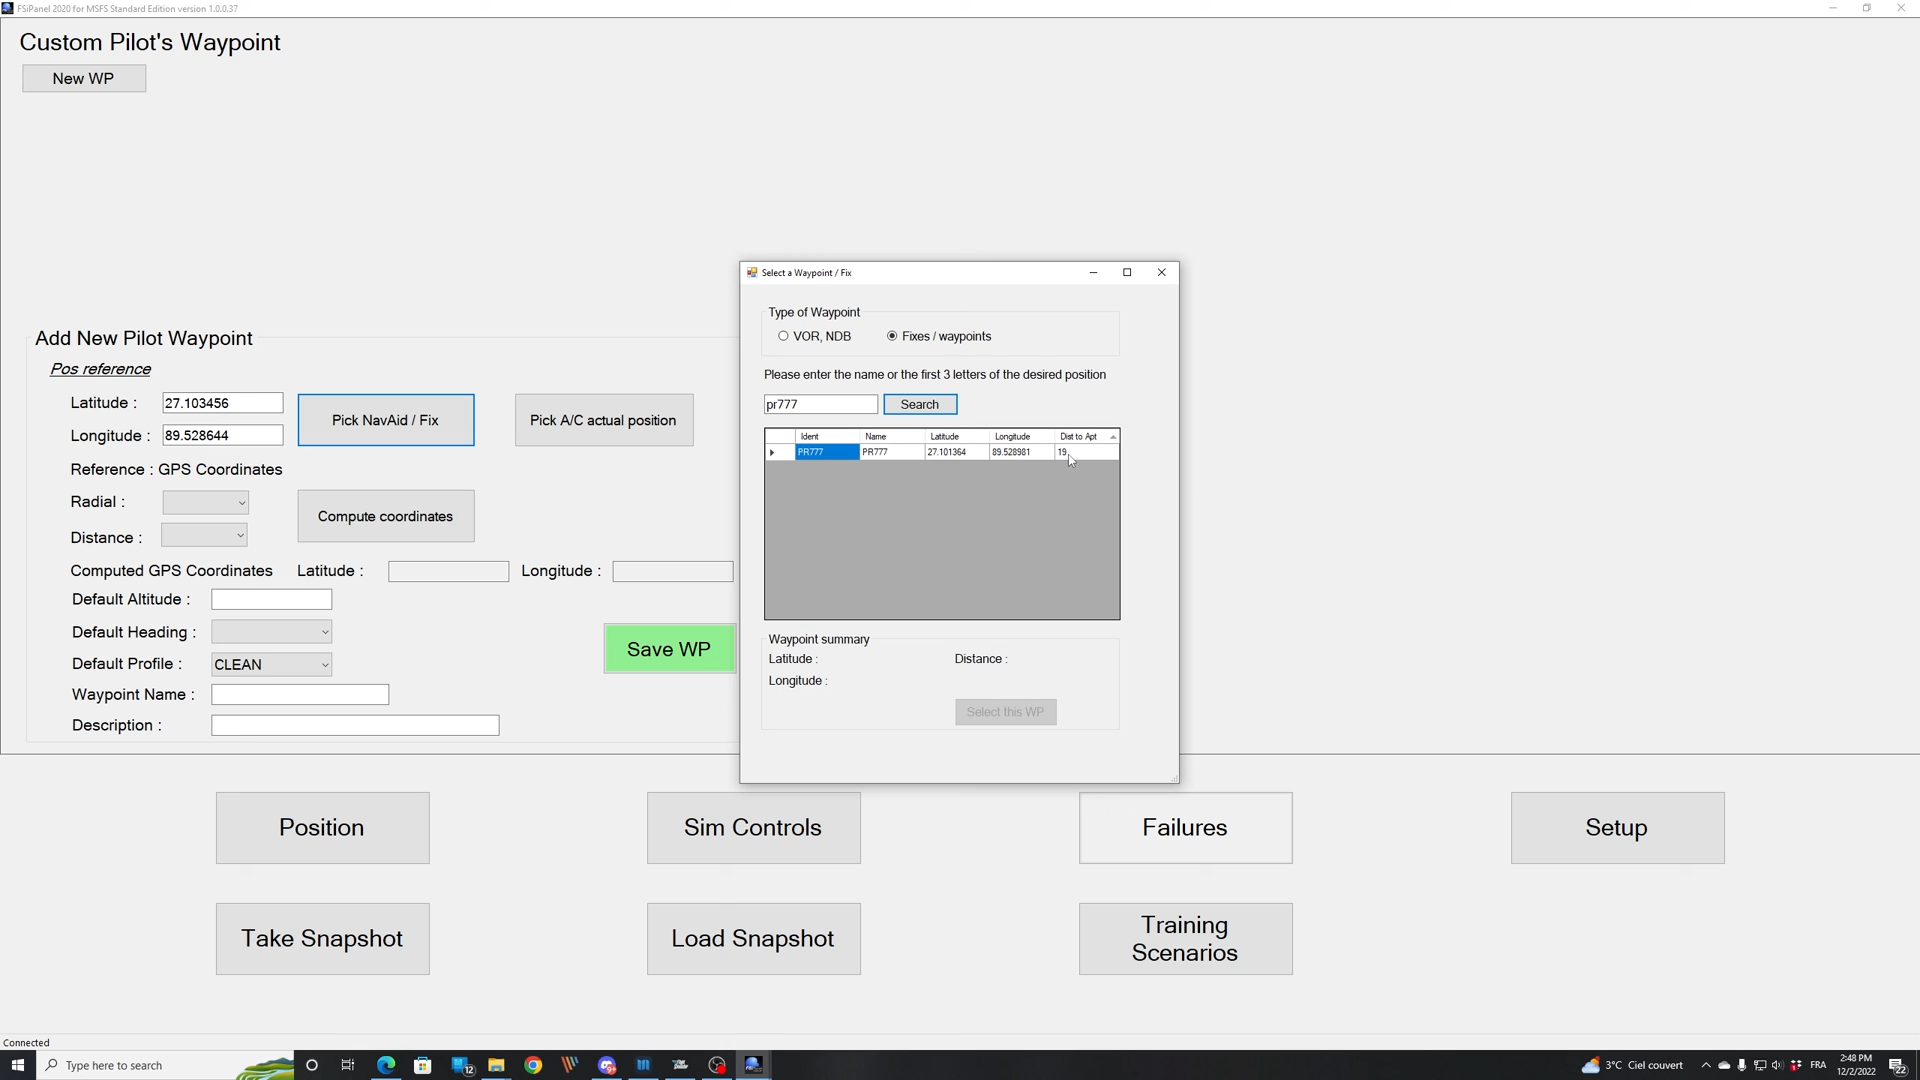 FSiPanel 2020 for MSFS Standard Edition version 1.0.0.37
Custom Pilot's Waypoint
New WP
Add New Pilot Waypoint
Pos reference
Latitude : 27.103456
Pick NavAid / Fix
Pick A/C actual position
Longitude : 89.528644
Reference : GPS Coordinates
Radial :
Compute coordinates
Distance :
Computed GPS Coordinates Latitude : Longitude :
Default Altitude :
Default Heading :
Save WP
Default Profile : CLEAN
Waypoint Name :
Description :
Select a Waypoint / Fix
Type of Waypoint
VOR, NDB Fixes / waypoints
Please enter the name or the first 3 letters of the desired position
pr777 Search
Ident Name Latitude Longitude Dist to Apt
PR777 PR777 27.101364 89.528981 19
Waypoint summary
Latitude : Distance :
Longitude :
Select this WP
Position Sim Controls Failures Setup
Take Snapshot Load Snapshot Training
Scenarios
Connected
Type here to search
12
3°C Ciel couvert
FRA
2:48 PM
12/2/2022
22